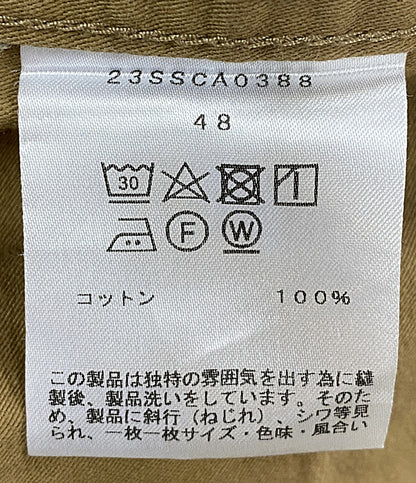 23SSCA0388
48
30
F W
コットン 100%
この製品は独特の雰囲気を出す為に縫
製後、製品洗いをしています。そのた
め、製品に斜行（ねじれ）、シワ等見
られ、一枚一枚サイズ・色味・風合い